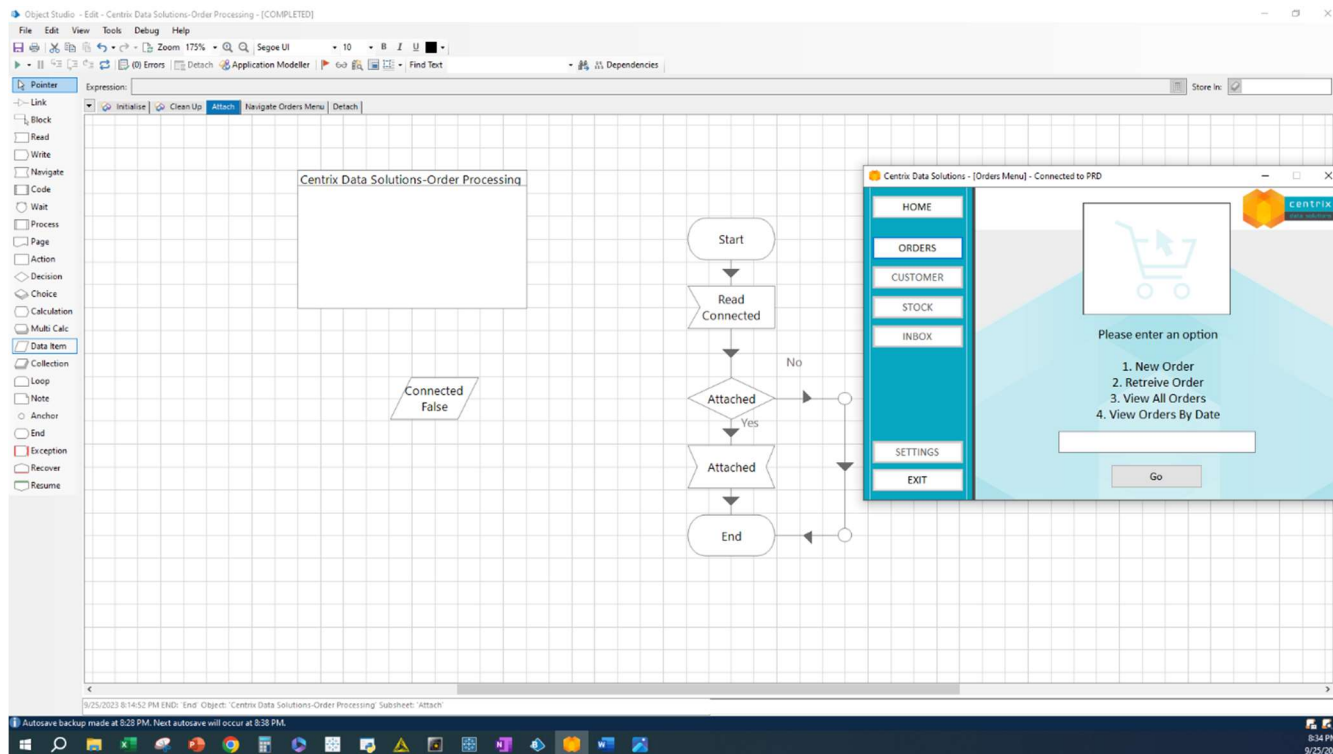 Object Studio - Edit - Centrix Data Solutions-Order Processing - [COMPLETED]
File Edit View Tools Debug Help
Zoom 175% Segoe UI 10 B I U
(0) Errors Detach Application Modeller Find Text Dependencies
Pointer
Link
Block
Read
Write
Navigate
Code
Wait
Process
Page
Action
Decision
Choice
Calculation
Multi Calc
Data Item
Collection
Loop
Note
Anchor
End
Exception
Recover
Resume
Expression: Store In:
Initialise Clean Up Attach Navigate Orders Menu Detach
Centrix Data Solutions-Order Processing
Connected
False
Start
Read
Connected
Attached
No
Yes
Attached
End
Centrix Data Solutions - [Orders Menu] - Connected to PRD
HOME
ORDERS
CUSTOMER
STOCK
INBOX
SETTINGS
EXIT
centrix
data solutions
Please enter an option
1. New Order
2. Retreive Order
3. View All Orders
4. View Orders By Date
Go
9/25/2023 8:14:52 PM END: 'End' Object: 'Centrix Data Solutions-Order Processing' Subsheet: 'Attach'
Autosave backup made at 8:28 PM. Next autosave will occur at 8:38 PM.
8:34 PM